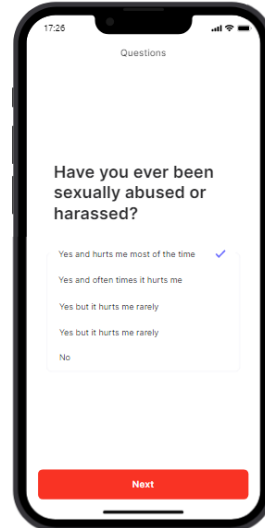 17:26
Questions
Have you ever been
sexually abused or
harassed?
Yes and hurts me most of the time
Yes and often times it hurts me
Yes but it hurts me rarely
Yes but it hurts me rarely
No
Next